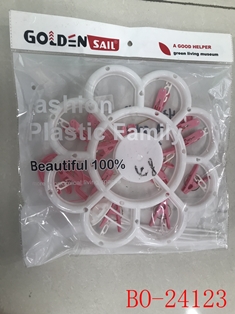 GOLDEN SAIL
A GOOD HELPER
green living museum
Fashion
Plastic Family
Beautiful 100%
BO-24123